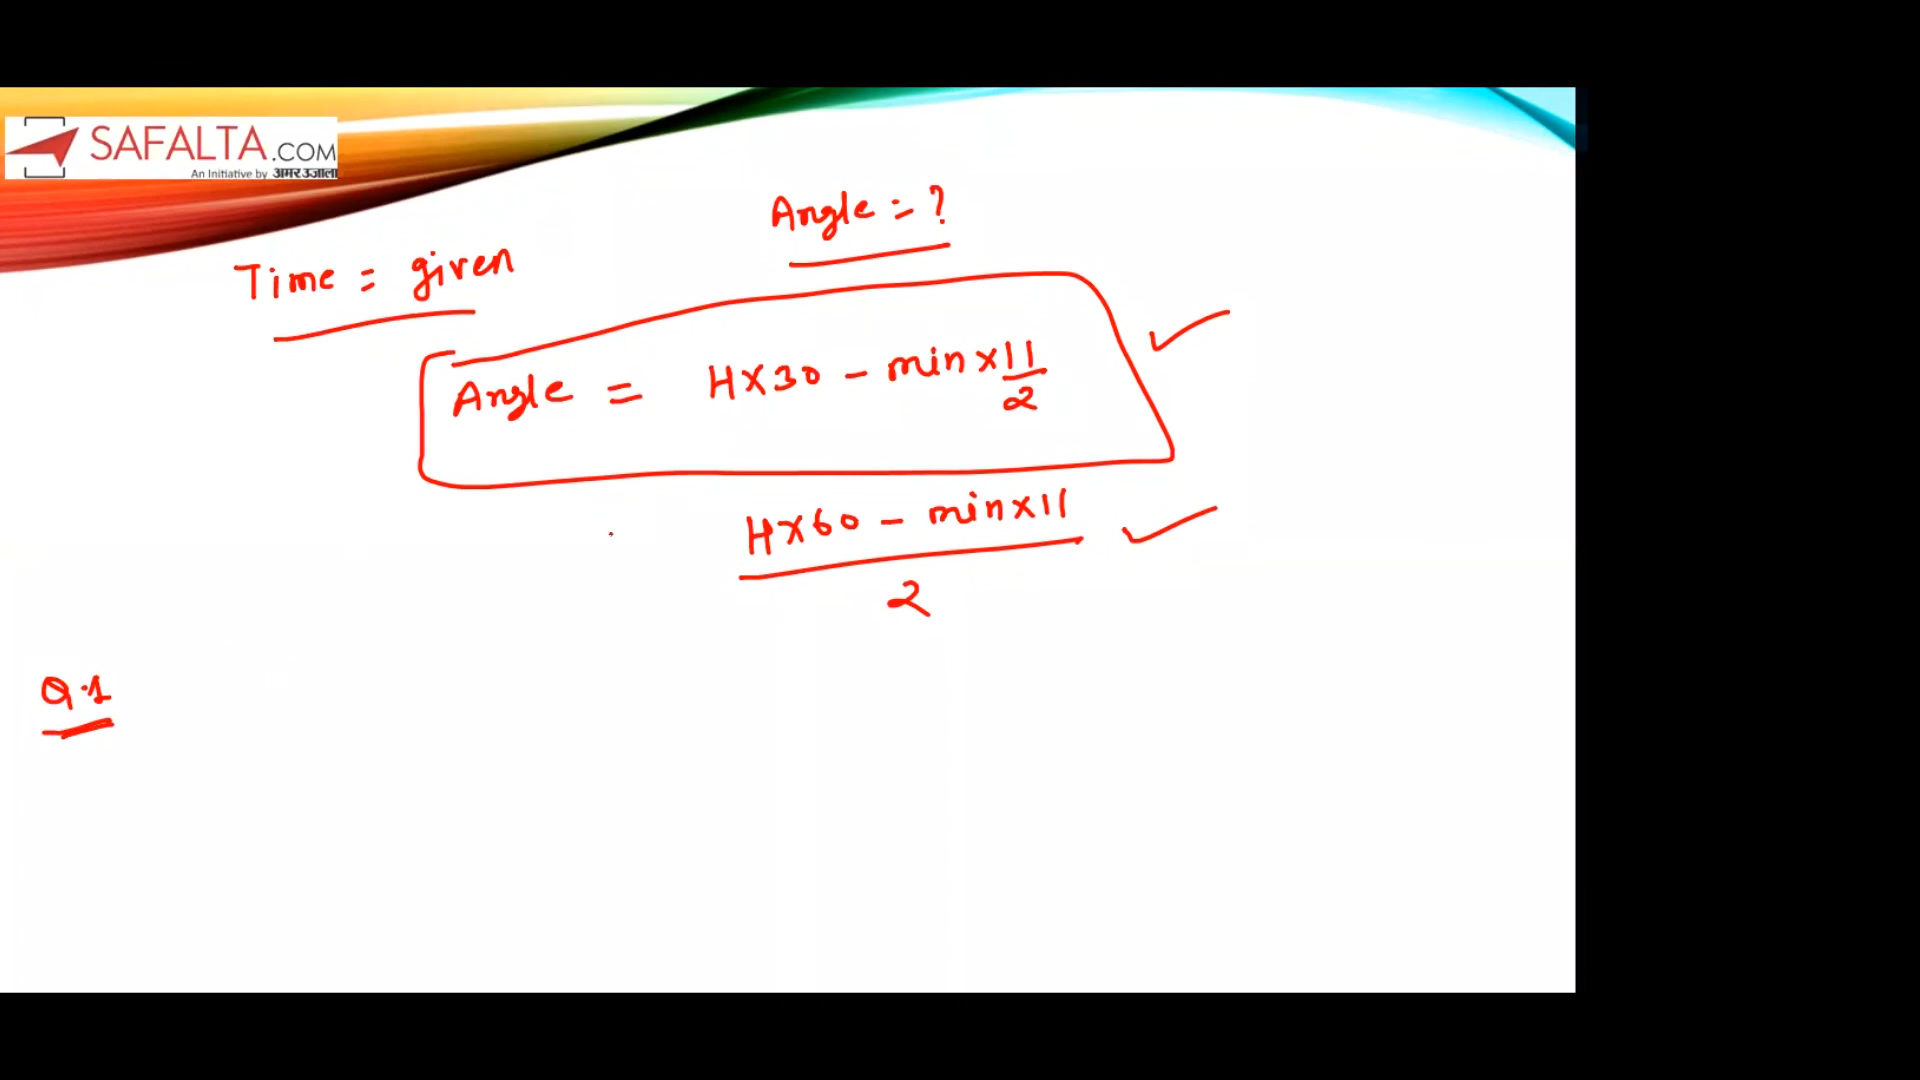 SAFALTA.COM
An Initiative by अमर उजाला
Angle = ?
Time = given
Angle = H×30 - min×11/2
H×60 - min×11
2
Q.1